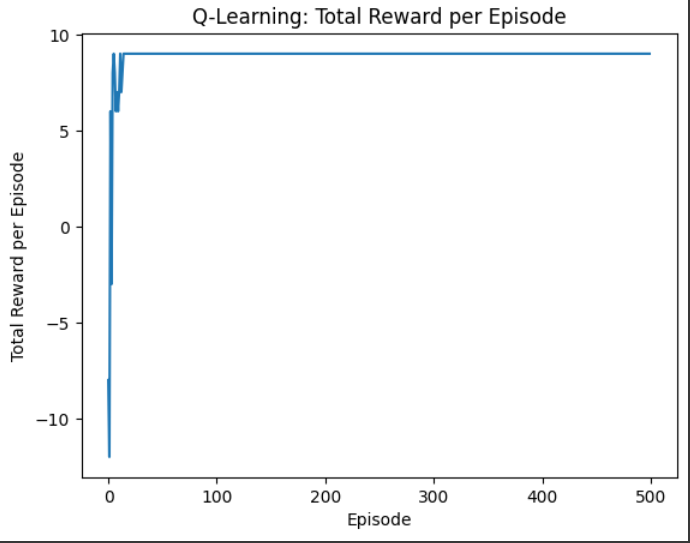 Q-Learning: Total Reward per Episode
10
5
0
−5
−10
Total Reward per Episode
0 100 200 300 400 500
Episode